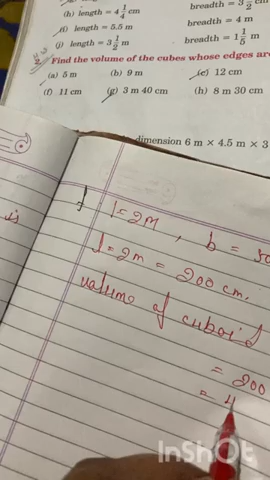 breadth = 3 1/2 cm
(h) length = 4 1/4 cm
breadth = 4 m
(i) length = 5.5 m
breadth = 1 1/5 m
(j) length = 3 1/2 m
Find the volume of the cubes whose edges are
(a) 5 m (b) 9 m (c) 12 cm
(f) 11 cm (g) 3 m 40 cm (h) 8 m 30 cm
dimension 6 m × 4.5 m × 3
l = 2M , b =
l = 2m = 200 cm.
volume of cuboid
= 200
= 4
InShOt